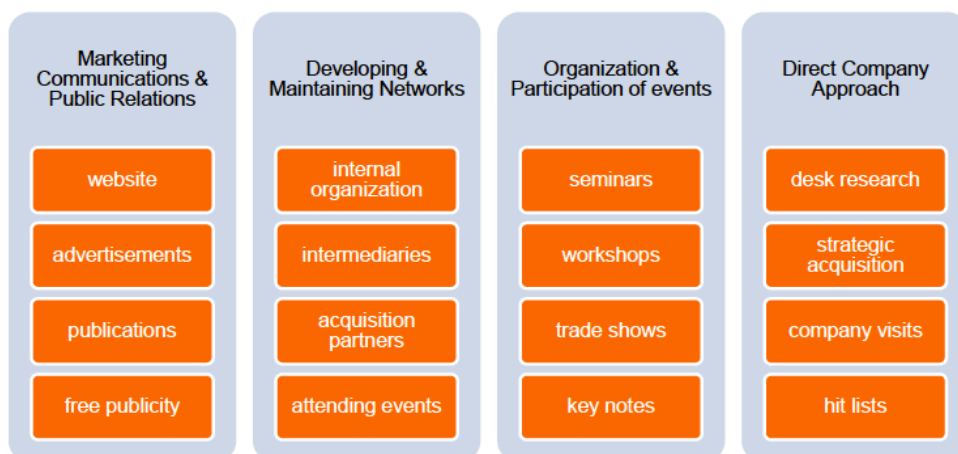 Marketing
Communications &
Public Relations
website
advertisements
publications
free publicity
Developing &
Maintaining Networks
internal
organization
intermediaries
acquisition
partners
attending events
Organization &
Participation of events
seminars
workshops
trade shows
key notes
Direct Company
Approach
desk research
strategic
acquisition
company visits
hit lists